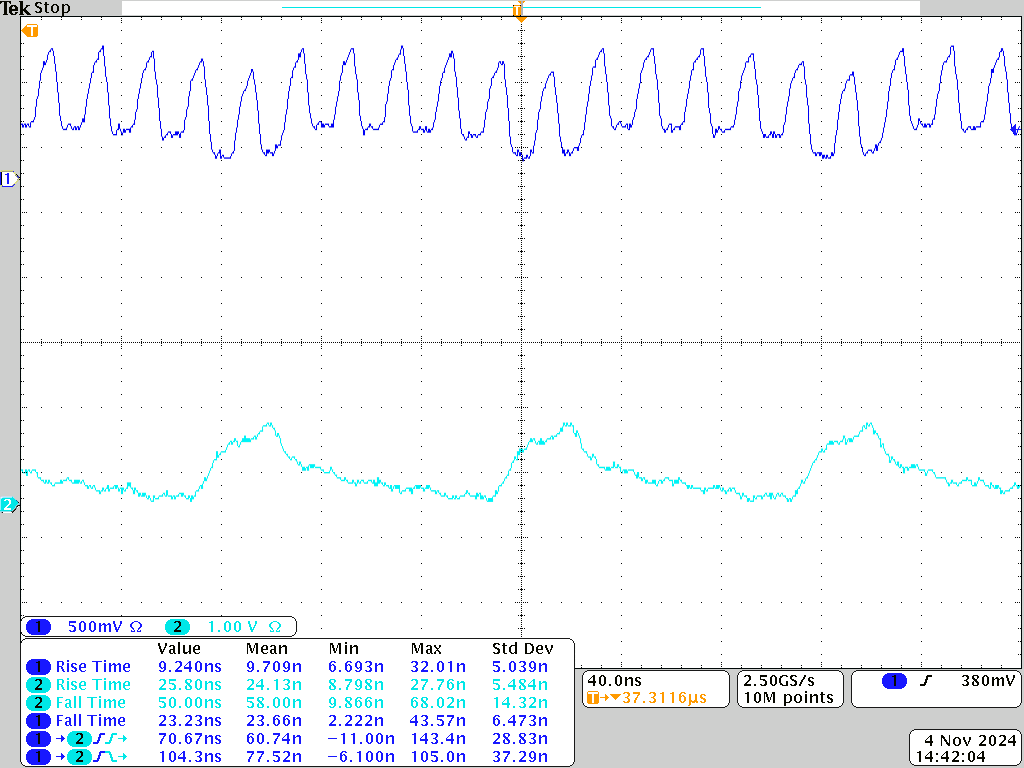 Tek Stop
T
T
1
2
1 500mV Ω 2 1.00 V Ω
Value Mean Min Max Std Dev
1 Rise Time 9.240ns 9.709n 6.693n 32.01n 5.039n
2 Rise Time 25.80ns 24.13n 8.798n 27.76n 5.484n
2 Fall Time 50.00ns 58.00n 9.866n 68.02n 14.32n
1 Fall Time 23.23ns 23.66n 2.222n 43.57n 6.473n
1 → 2 70.67ns 60.74n −11.00n 143.4n 28.83n
1 → 2 104.3ns 77.52n −6.100n 105.0n 37.29n
40.0ns
T→▼37.3116µs
2.50GS/s
10M points
1 380mV
4 Nov 2024
14:42:04